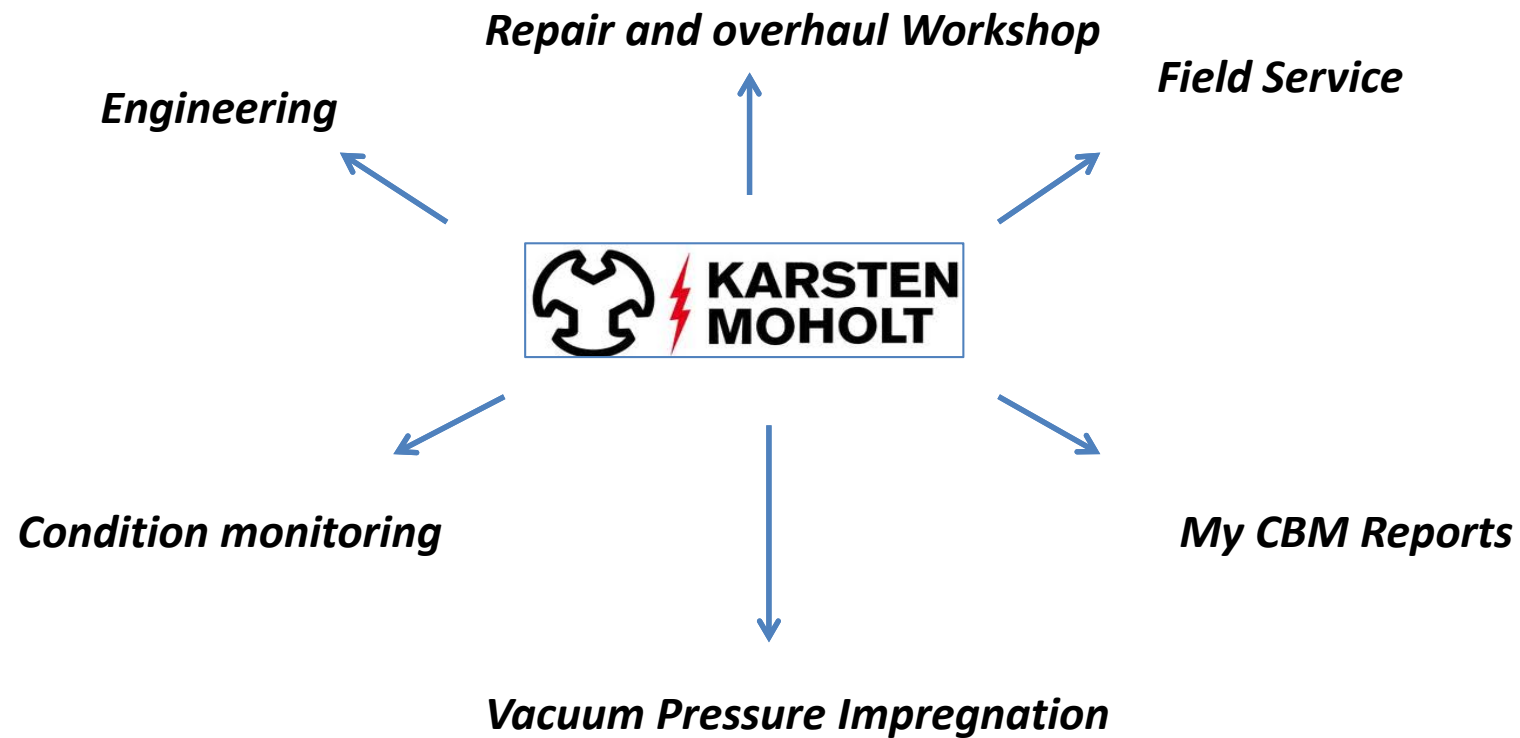 Repair and overhaul Workshop
Field Service
Engineering
KARSTEN
MOHOLT
Condition monitoring
My CBM Reports
Vacuum Pressure Impregnation